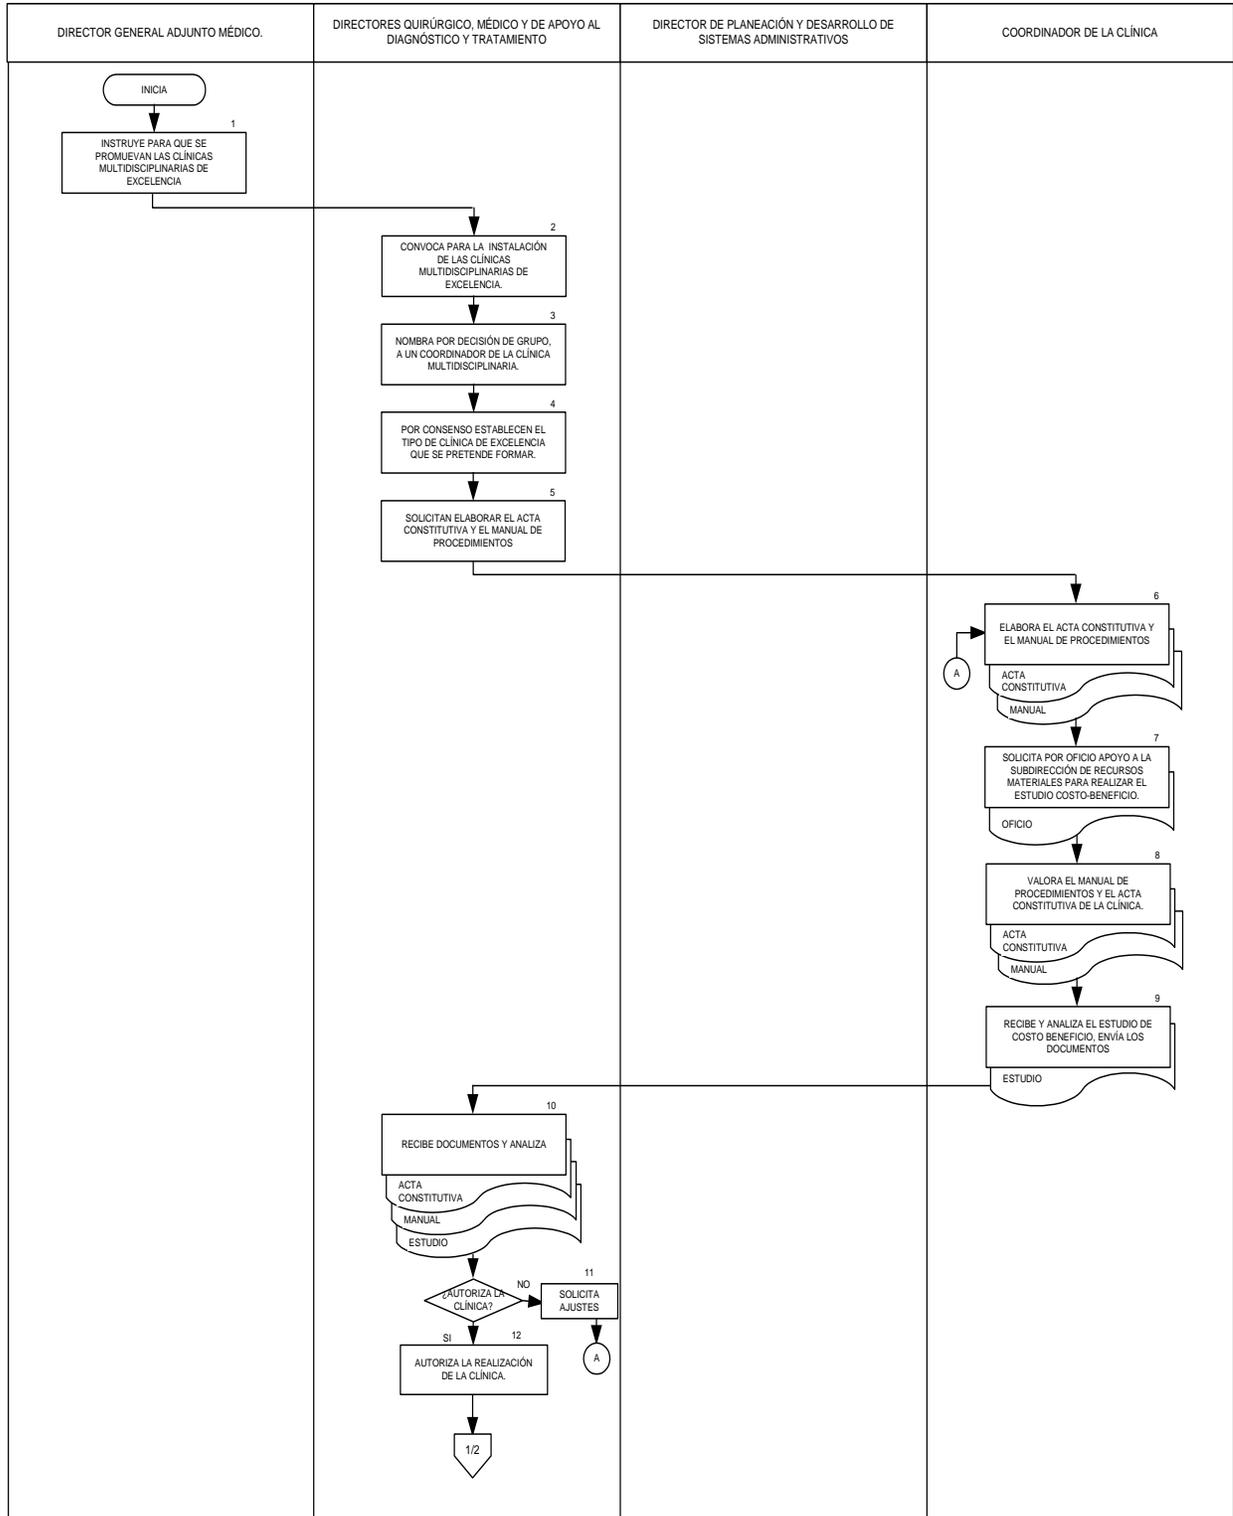 DIRECTOR GENERAL ADJUNTO MÉDICO.
DIRECTORES QUIRÚRGICO, MÉDICO Y DE APOYO AL
DIAGNÓSTICO Y TRATAMIENTO
DIRECTOR DE PLANEACIÓN Y DESARROLLO DE
SISTEMAS ADMINISTRATIVOS
COORDINADOR DE LA CLÍNICA
INICIA
1
INSTRUYE PARA QUE SE
PROMUEVAN LAS CLÍNICAS
MULTIDISCIPLINARIAS DE
EXCELENCIA
2
CONVOCA PARA LA INSTALACIÓN
DE LAS CLÍNICAS
MULTIDISCIPLINARIAS DE
EXCELENCIA.
3
NOMBRA POR DECISIÓN DE GRUPO,
A UN COORDINADOR DE LA CLÍNICA
MULTIDISCIPLINARIA.
4
POR CONSENSO ESTABLECEN EL
TIPO DE CLÍNICA DE EXCELENCIA
QUE SE PRETENDE FORMAR.
5
SOLICITAN ELABORAR EL ACTA
CONSTITUTIVA Y EL MANUAL DE
PROCEDIMIENTOS
6
ELABORA EL ACTA CONSTITUTIVA Y
EL MANUAL DE PROCEDIMIENTOS
A
ACTA
CONSTITUTIVA
MANUAL
7
SOLICITA POR OFICIO APOYO A LA
SUBDIRECCIÓN DE RECURSOS
MATERIALES PARA REALIZAR EL
ESTUDIO COSTO-BENEFICIO.
OFICIO
8
VALORA EL MANUAL DE
PROCEDIMIENTOS Y EL ACTA
CONSTITUTIVA DE LA CLÍNICA.
ACTA
CONSTITUTIVA
MANUAL
9
RECIBE Y ANALIZA EL ESTUDIO DE
COSTO BENEFICIO, ENVÍA LOS
DOCUMENTOS
ESTUDIO
10
RECIBE DOCUMENTOS Y ANALIZA
ACTA
CONSTITUTIVA
MANUAL
ESTUDIO
¿AUTORIZA LA
CLÍNICA?
NO
11
SOLICITA
AJUSTES
A
SI
12
AUTORIZA LA REALIZACIÓN
DE LA CLÍNICA.
1/2